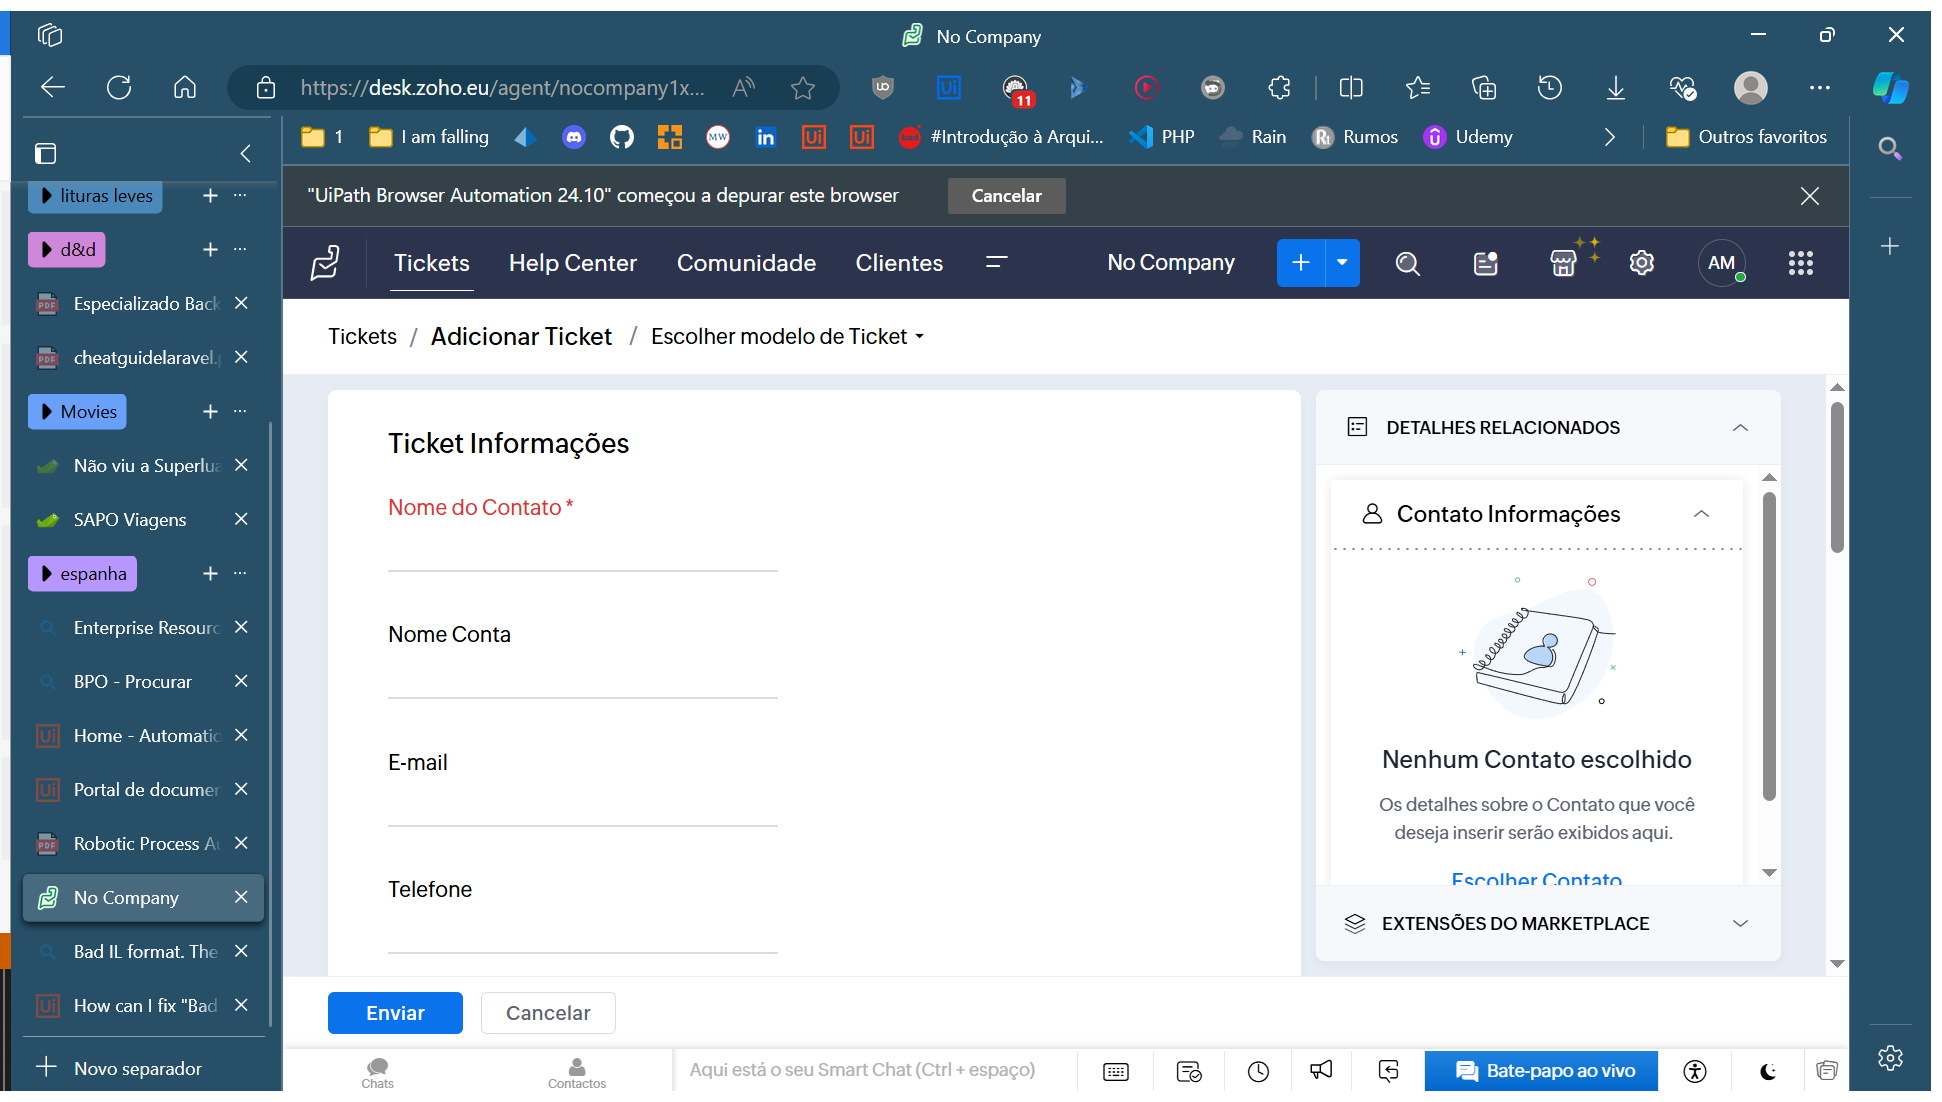 No Company
https://desk.zoho.eu/agent/nocompany1x...
11
1
I am falling
#Introdução à Arqui...
PHP
Rain
Rumos
Udemy
Outros favoritos
lituras leves
d&d
Especializado Back
cheatguidelaravel.
Movies
Não viu a Superlua
SAPO Viagens
espanha
Enterprise Resourc
BPO - Procurar
Home - Automatic
Portal de documen
Robotic Process Au
No Company
Bad IL format. The
How can I fix "Bad
Novo separador
"UiPath Browser Automation 24.10" começou a depurar este browser
Cancelar
Tickets
Help Center
Comunidade
Clientes
No Company
AM
Tickets / Adicionar Ticket / Escolher modelo de Ticket
Ticket Informações
Nome do Contato *
Nome Conta
E-mail
Telefone
Enviar
Cancelar
DETALHES RELACIONADOS
Contato Informações
Nenhum Contato escolhido
Os detalhes sobre o Contato que você
deseja inserir serão exibidos aqui.
Escolher Contato
EXTENSÕES DO MARKETPLACE
Chats
Contactos
Aqui está o seu Smart Chat (Ctrl + espaço)
Bate-papo ao vivo